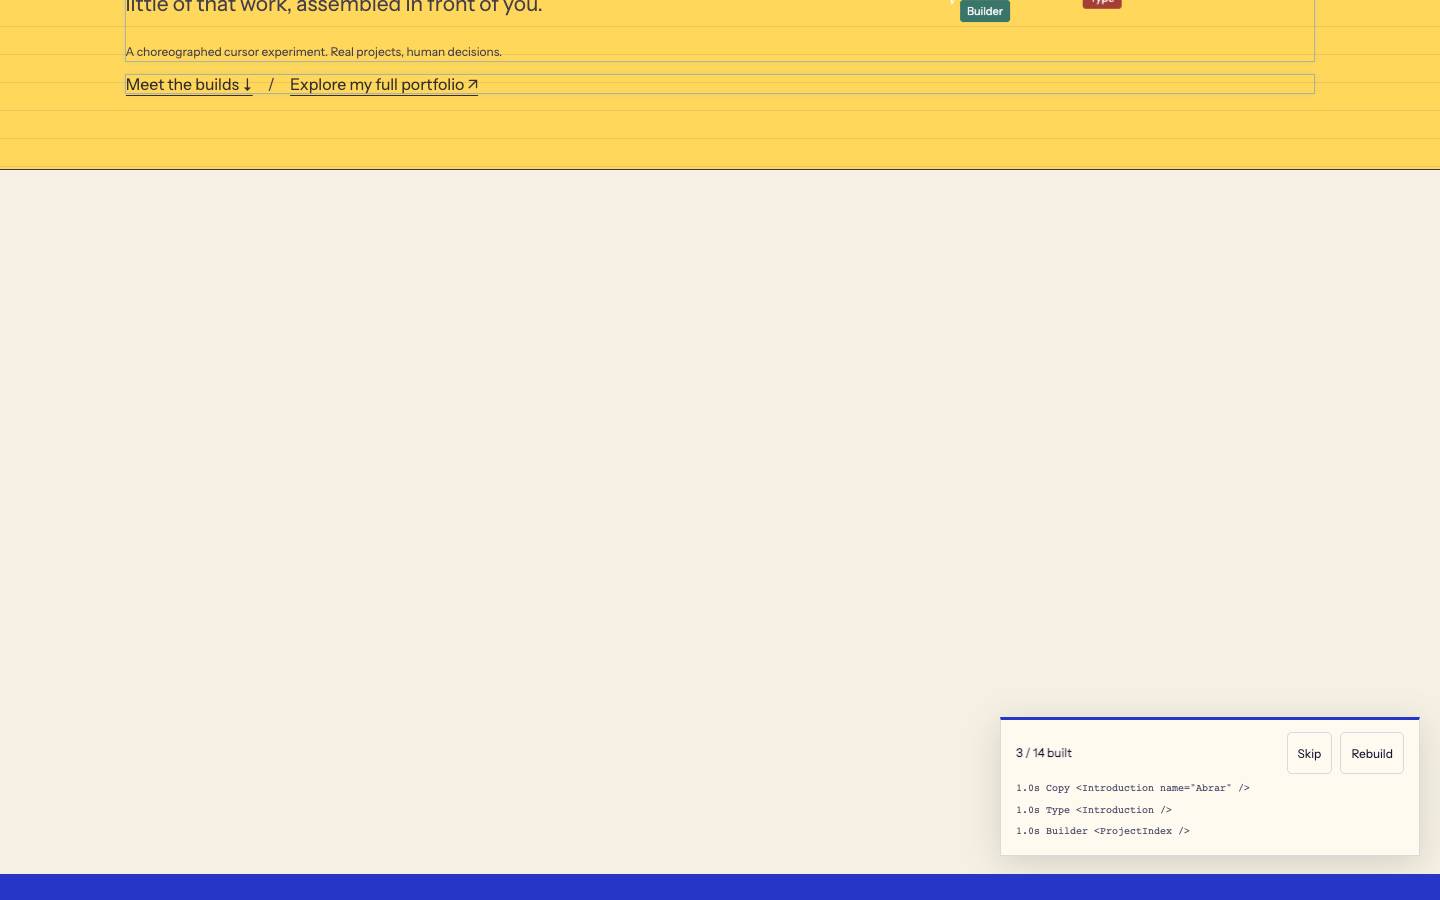 little of that work, assembled in front of you.
Builder
Type
A choreographed cursor experiment. Real projects, human decisions.
Meet the builds ↓ / Explore my full portfolio ↗
3 / 14 built
Skip
Rebuild
1.0s Copy <Introduction name="Abrar" />
1.0s Type <Introduction />
1.0s Builder <ProjectIndex />